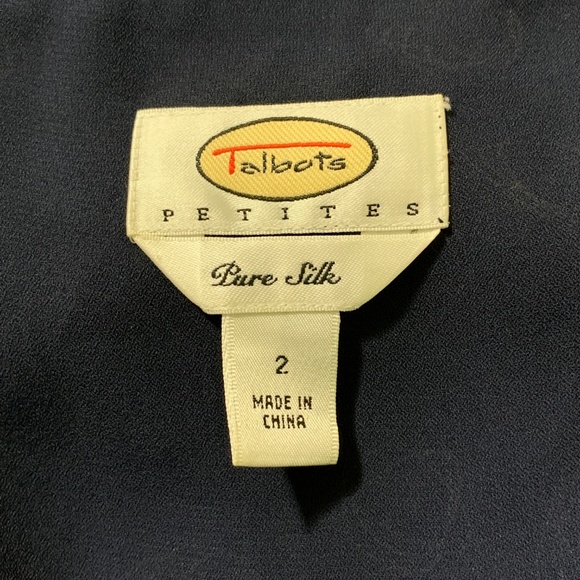 Talbots
PETITES
Pure Silk
2
MADE IN
CHINA